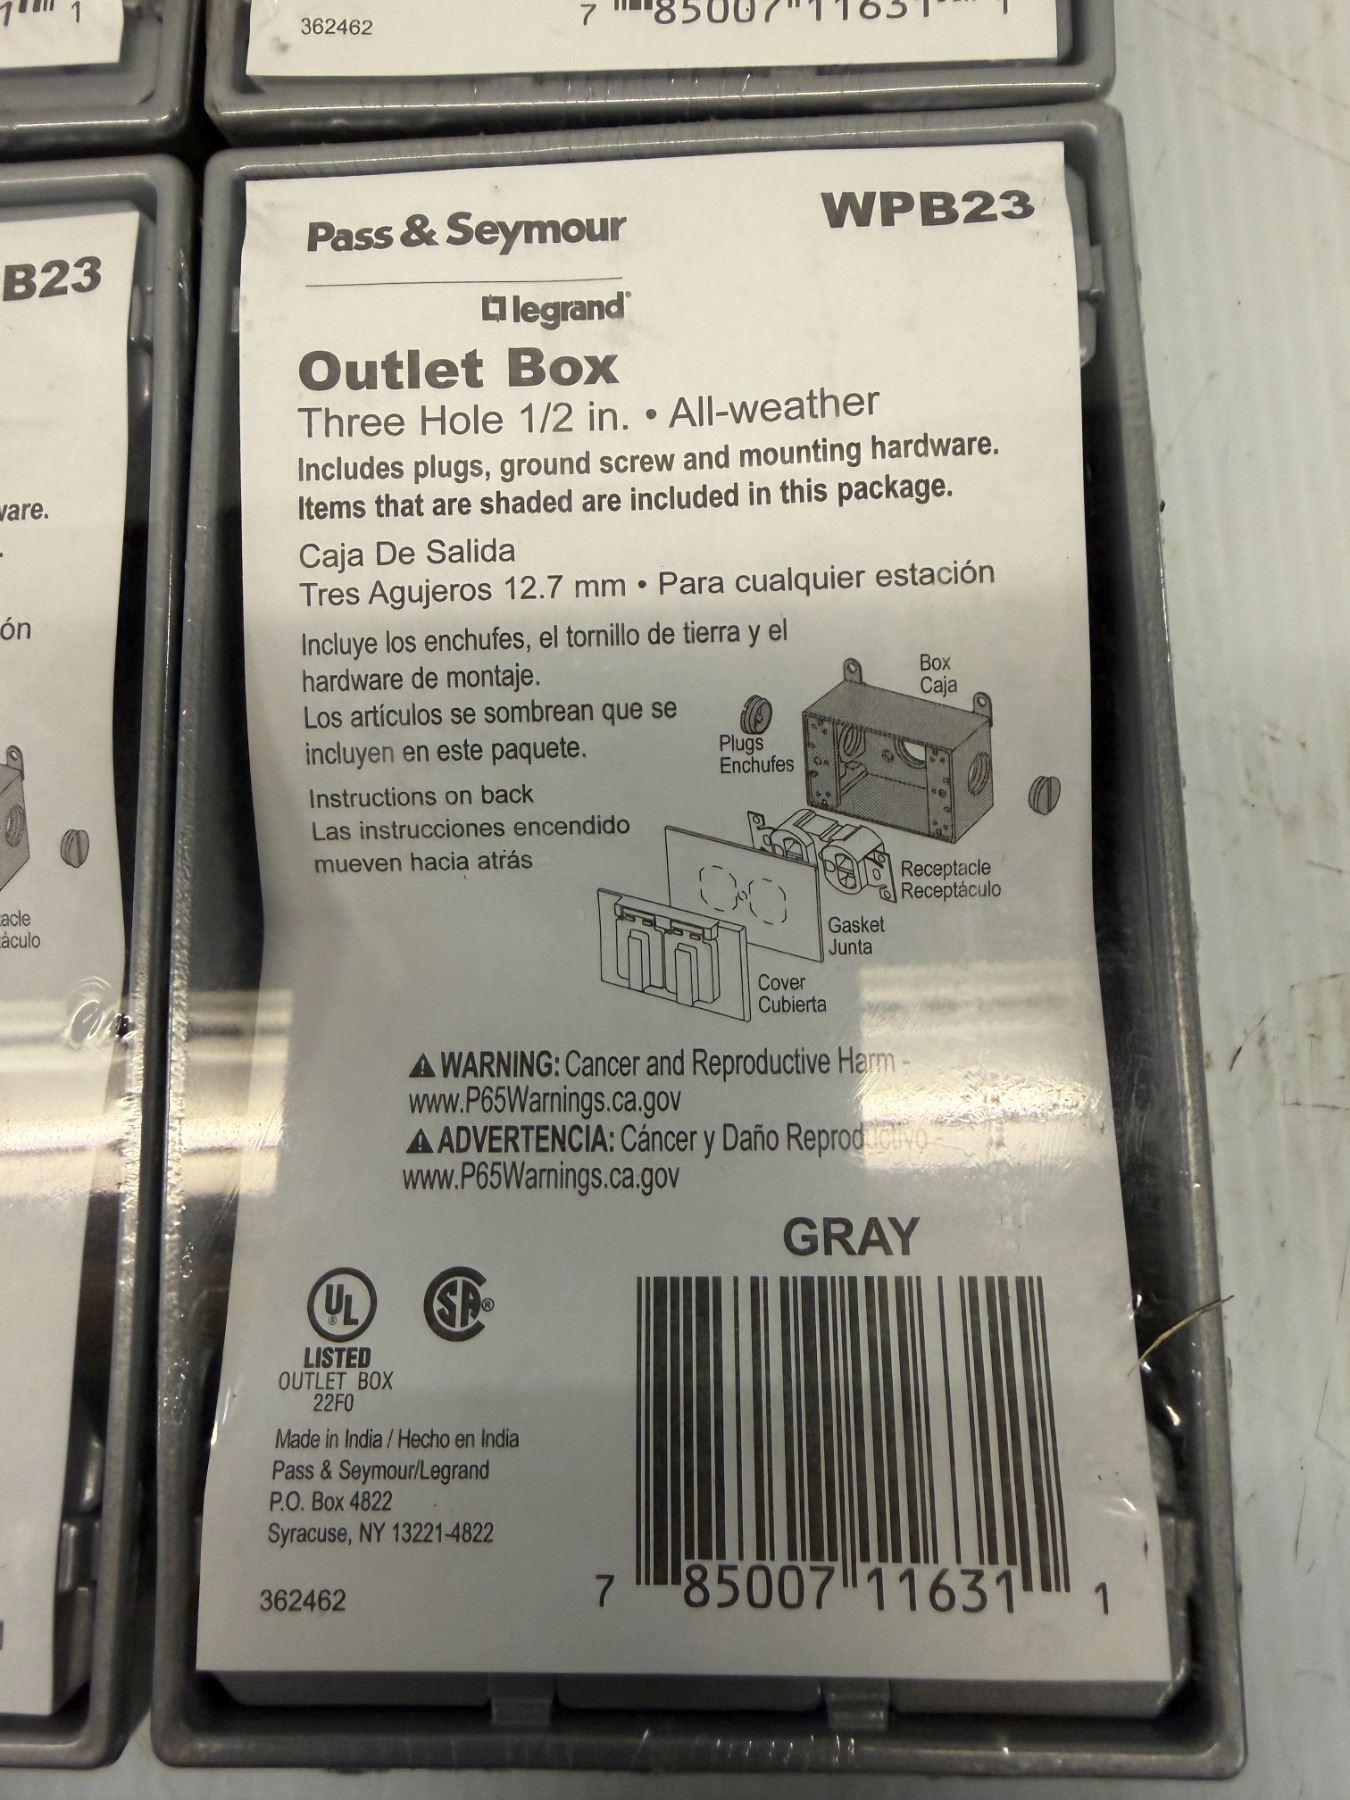 1
362462
7 85007 11631 1
B23
ware.
ón
acle
áculo
Pass & Seymour
WPB23
legrand®
Outlet Box
Three Hole 1/2 in. • All-weather
Includes plugs, ground screw and mounting hardware.
Items that are shaded are included in this package.
Caja De Salida
Tres Agujeros 12.7 mm • Para cualquier estación
Incluye los enchufes, el tornillo de tierra y el
hardware de montaje.
Los artículos se sombrean que se
incluyen en este paquete.
Instructions on back
Las instrucciones encendido
mueven hacia atrás
Box
Caja
Plugs
Enchufes
Receptacle
Receptáculo
Gasket
Junta
Cover
Cubierta
⚠ WARNING: Cancer and Reproductive Harm -
www.P65Warnings.ca.gov
⚠ ADVERTENCIA: Cáncer y Daño Reproductivo -
www.P65Warnings.ca.gov
GRAY
UL ®
SA ®
LISTED
OUTLET BOX
22F0
Made in India / Hecho en India
Pass & Seymour/Legrand
P.O. Box 4822
Syracuse, NY 13221-4822
362462
7 85007 11631 1